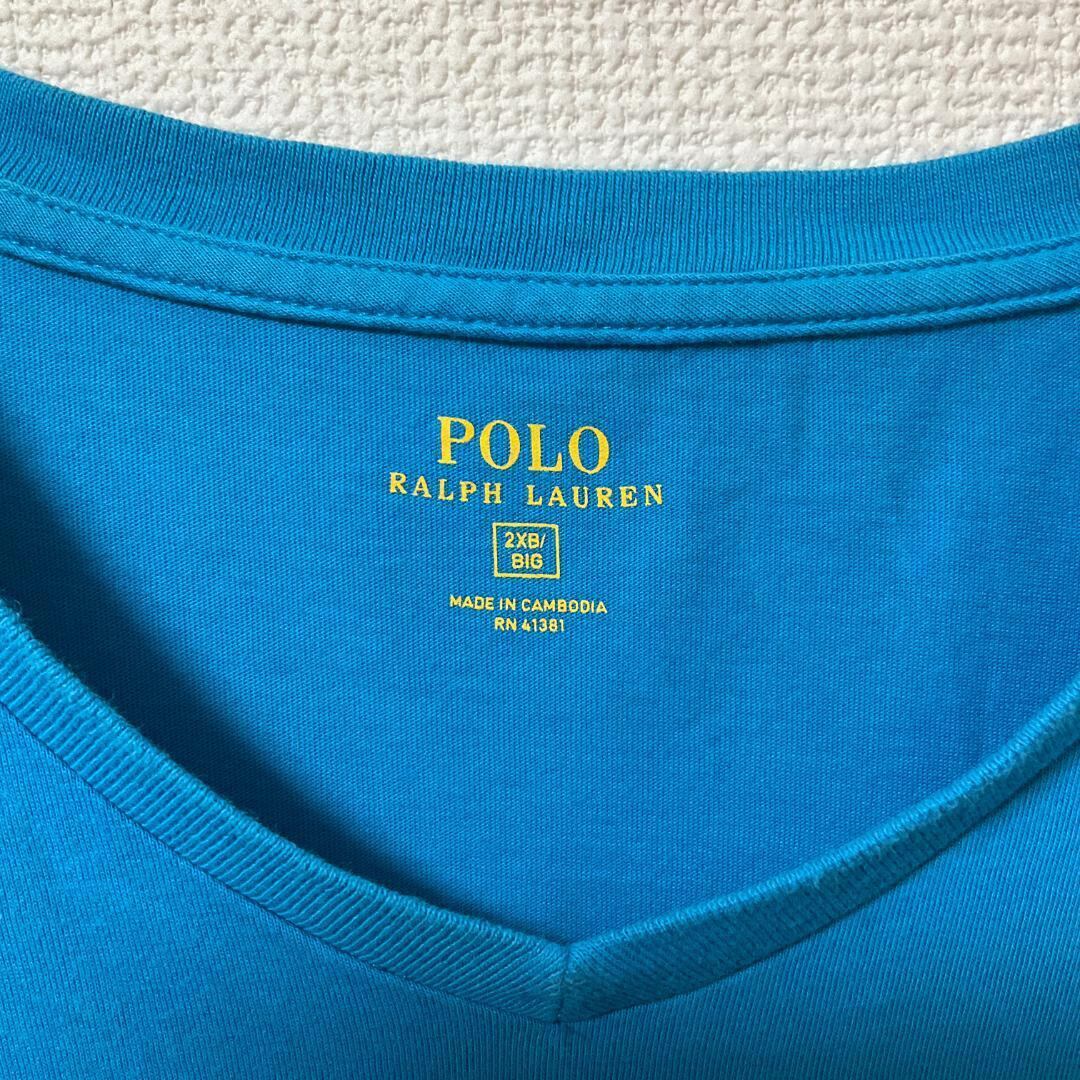 POLO
RALPH LAUREN
2XB/
BIG
MADE IN CAMBODIA
RN 41381